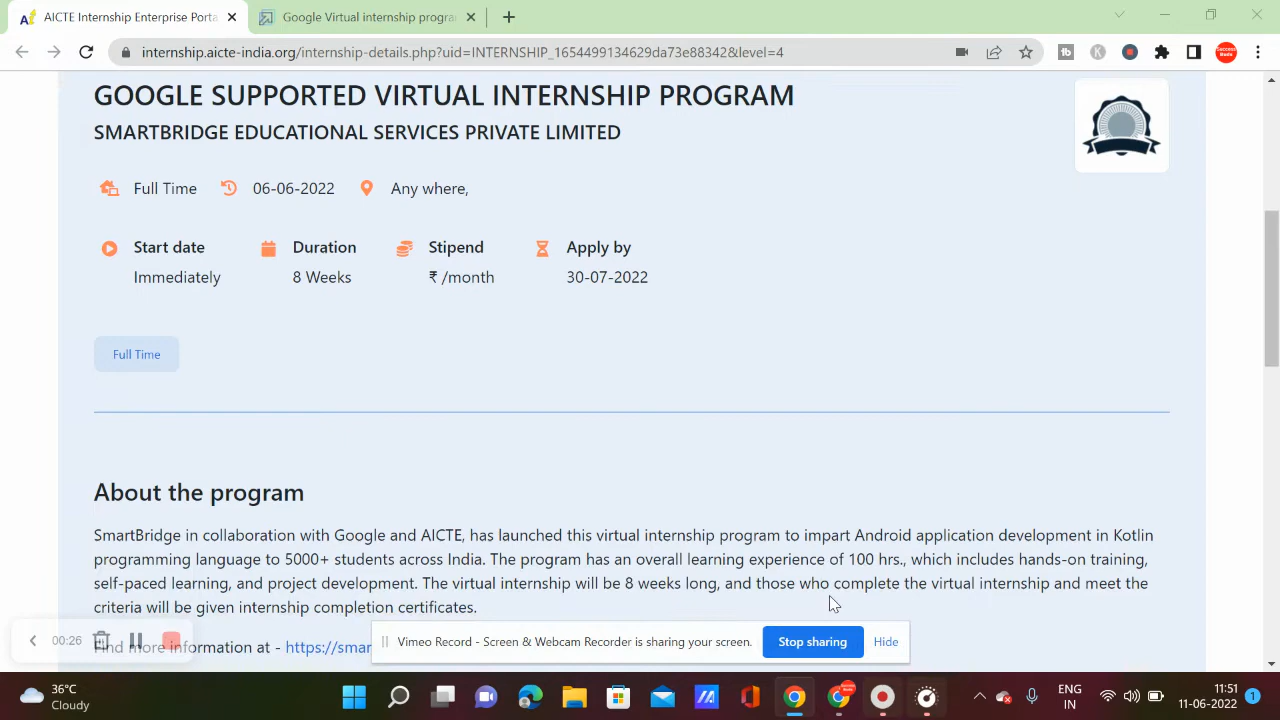 AICTE Internship Enterprise Porta
Google Virtual internship progra
internship.aicte-india.org/internship-details.php?uid=INTERNSHIP_1654499134629da73e88342&level=4
GOOGLE SUPPORTED VIRTUAL INTERNSHIP PROGRAM
SMARTBRIDGE EDUCATIONAL SERVICES PRIVATE LIMITED
Full Time 06-06-2022 Any where,
Start date Duration Stipend Apply by
Immediately 8 Weeks ₹ /month 30-07-2022
Full Time
About the program
SmartBridge in collaboration with Google and AICTE, has launched this virtual internship program to impart Android application development in Kotlin
programming language to 5000+ students across India. The program has an overall learning experience of 100 hrs., which includes hands-on training,
self-paced learning, and project development. The virtual internship will be 8 weeks long, and those who complete the virtual internship and meet the
criteria will be given internship completion certificates.
00:26
Find more information at - https://smar
Vimeo Record - Screen & Webcam Recorder is sharing your screen. Stop sharing Hide
36°C
Cloudy
ENG
IN
11:51
11-06-2022
1